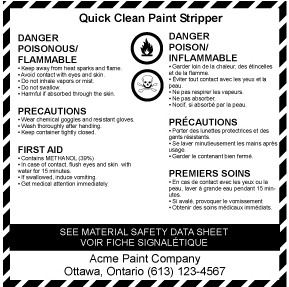 Quick Clean Paint Stripper
DANGER
POISONOUS/
FLAMMABLE
• Keep away from heat sparks and flame.
• Avoid contact with eyes and skin.
• Do not inhale vapors or mist.
• Do not swallow.
• Harmful if absorbed through the skin.
PRECAUTIONS
• Wear chemical goggles and resistant gloves.
• Wash thoroughly after handling.
• Keep container tightly closed.
FIRST AID
• Contains METHANOL (39%)
• In case of contact, flush eyes and skin with
water for 15 minutes.
• If swallowed, induce vomiting.
• Get medical attention immediately
DANGER
POISON/
INFLAMMABLE
• Garder loin de la chaleur, des étincelles
et de la flamme.
• Éviter tout contact avec les yeux et la
peau.
• Ne pas respirer les vapeurs.
• Ne pas absorber.
• Nocif. si absorbé par la peau.
PRÉCAUTIONS
• Porter des lunettes protectrices et des
gants résistants.
• Se laver minutieusement les mains après
usage.
• Garder le contenant bien fermé.
PREMIERS SOINS
• En cas de contact avec les yeux ou le
peau, laver à grande eau pendant 15 min-
utes.
• Si avalé, provoquer le vomissement
• Obtenir des soins médicaux immédiats.
SEE MATERIAL SAFETY DATA SHEET
VOIR FICHE SIGNALÉTIQUE
Acme Paint Company
Ottawa, Ontario (613) 123-4567